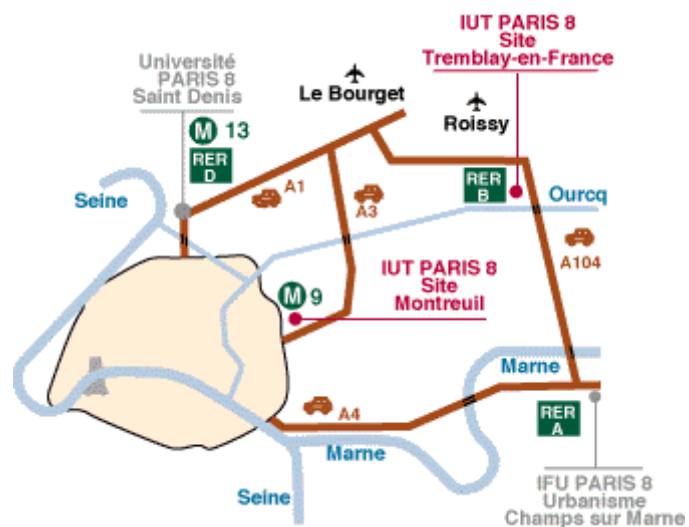 IUT PARIS 8
Site
Tremblay-en-France
Université
PARIS 8
Saint Denis
Le Bourget
Roissy
M 13
RER
D
RER
B
Seine
A1
A3
Ourcq
A104
IUT PARIS 8
Site
Montreuil
M 9
Marne
A4
RER
A
Marne
Seine
IFU PARIS 8
Urbanisme
Champs sur Marne